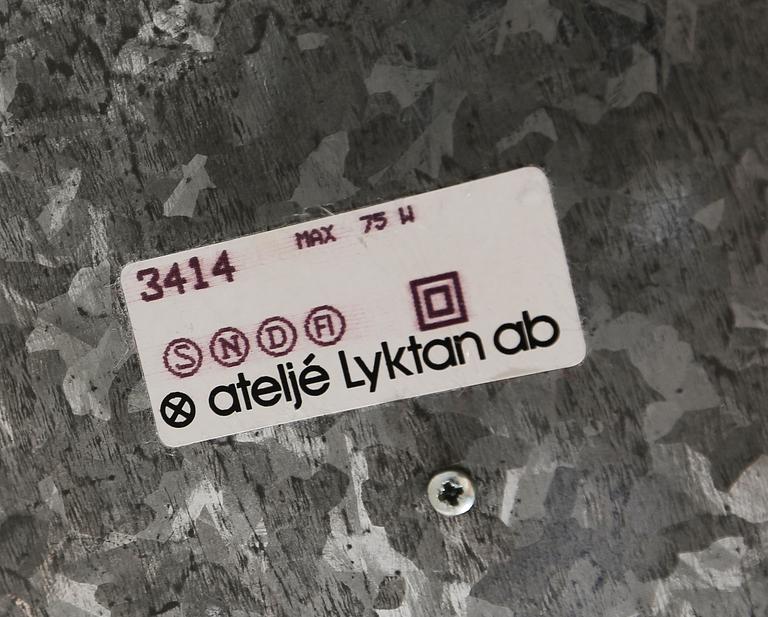 MAX 75 W
3414
S N D FI
ateljé Lyktan ab